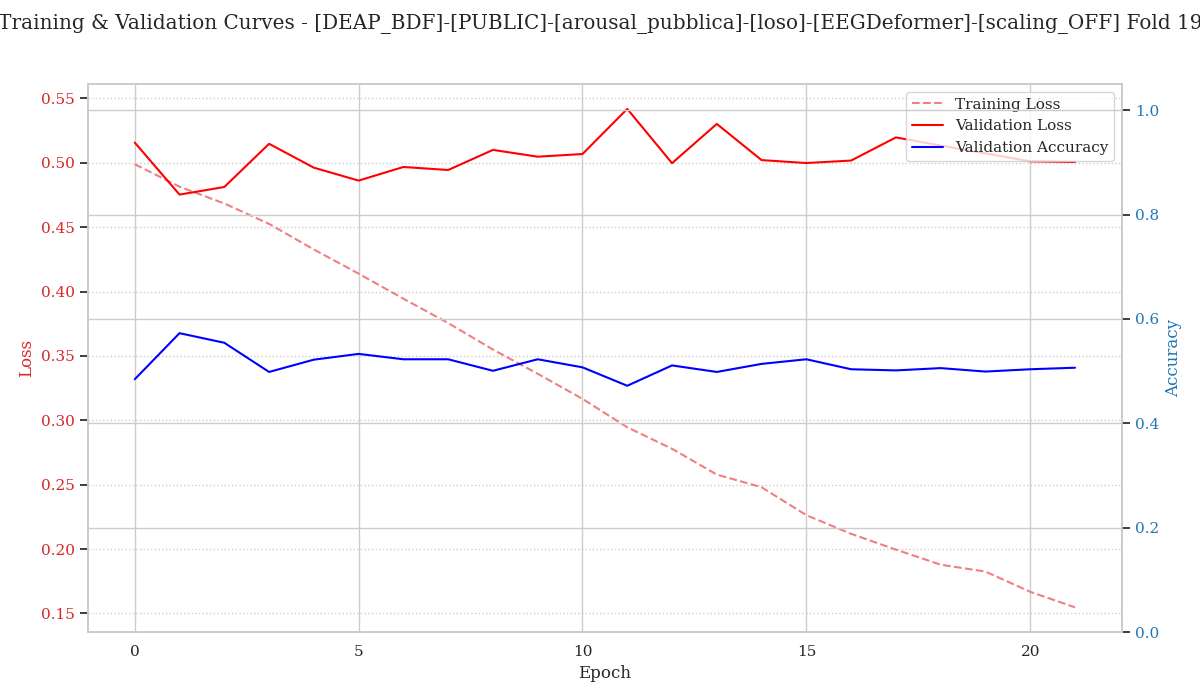 Training & Validation Curves - [DEAP_BDF]-[PUBLIC]-[arousal_pubblica]-[loso]-[EEGDeformer]-[scaling_OFF] Fold 19
Training Loss
Validation Loss
Validation Accuracy
0.55
0.50
0.45
0.40
0.35
0.30
0.25
0.20
0.15
Loss
1.0
0.8
0.6
0.4
0.2
0.0
Accuracy
0
5
10
15
20
Epoch